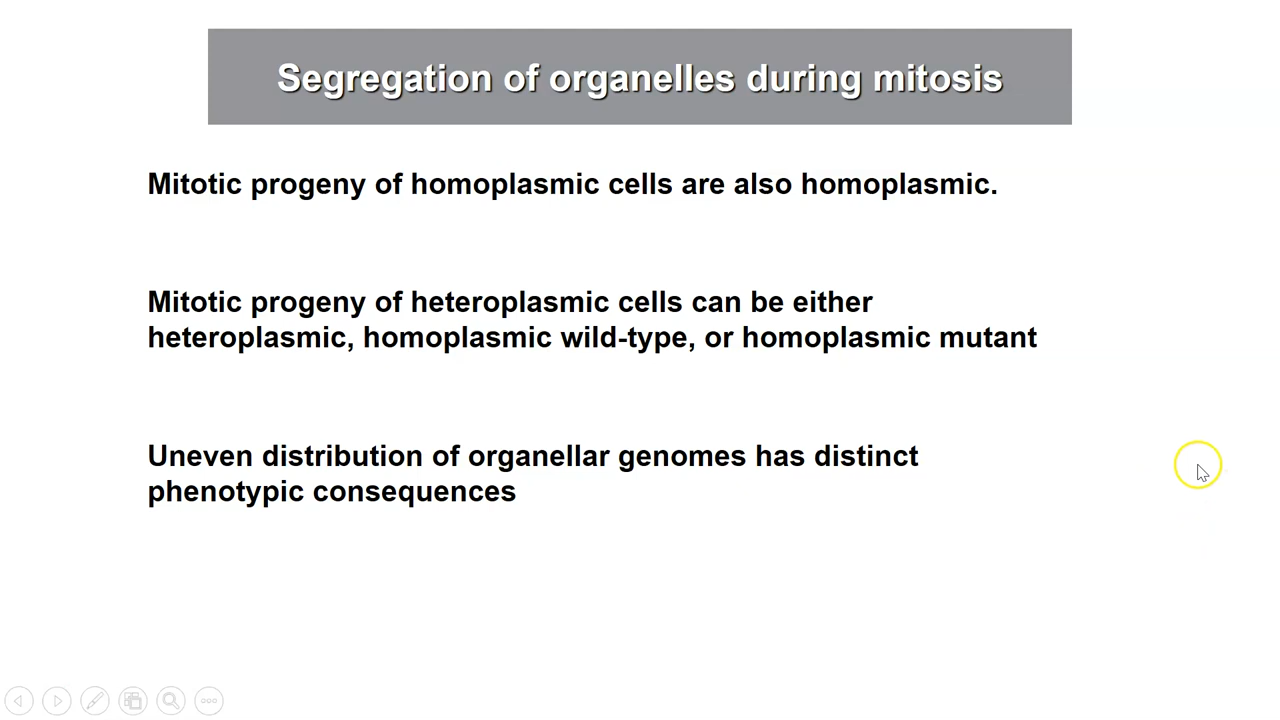 Segregation of organelles during mitosis
Mitotic progeny of homoplasmic cells are also homoplasmic.
Mitotic progeny of heteroplasmic cells can be either
heteroplasmic, homoplasmic wild-type, or homoplasmic mutant
Uneven distribution of organellar genomes has distinct
phenotypic consequences